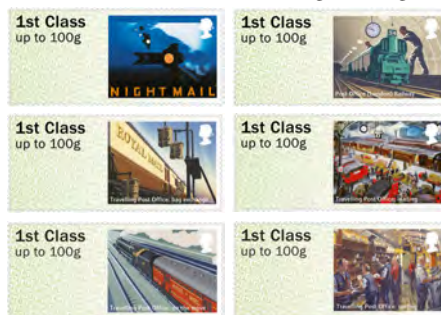 1st Class
up to 100g
NIGHT MAIL
1st Class
up to 100g
Post Office (London) Railway
1st Class
up to 100g
ROYAL MAIL
Travelling Post Office: bag exchange
1st Class
up to 100g
Travelling Post Office: loading
1st Class
up to 100g
Travelling Post Office: on the move
1st Class
up to 100g
Travelling Post Office: